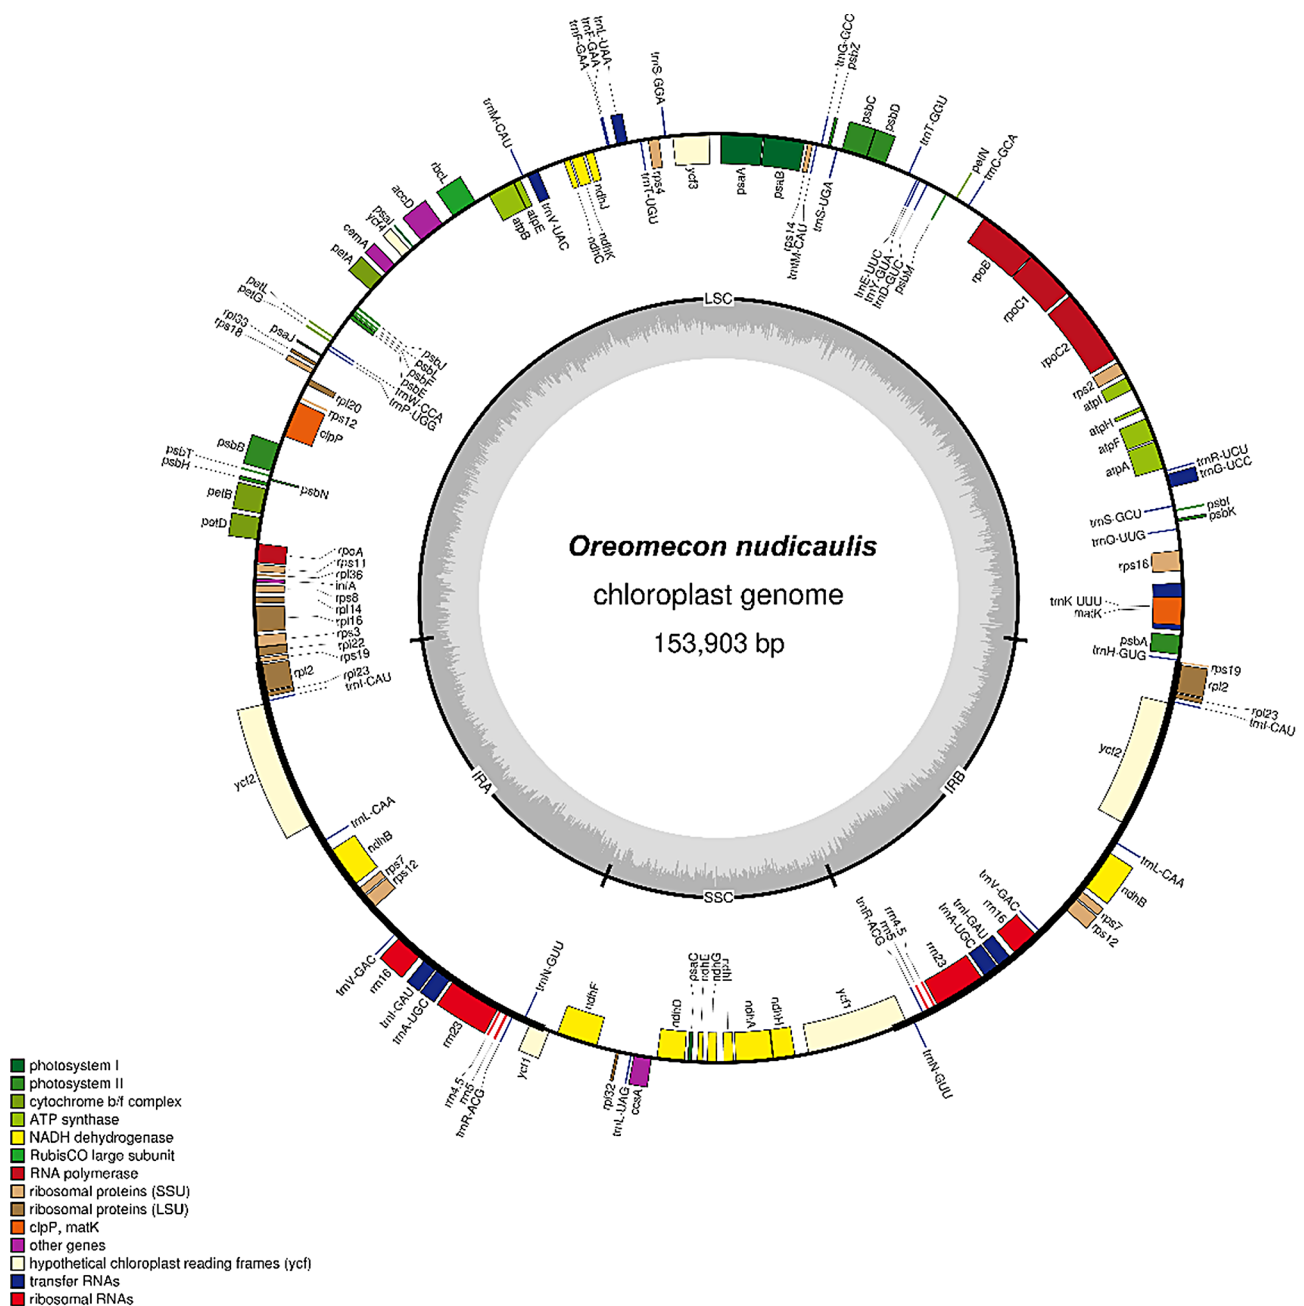 trnL-UAA
trnF-GAA
trnF-GAA
trnS-GGA
trnG-GCC
psbZ
psbC
psbD
trnT-GGU
petN
trnC-GCA
trnM-CAU
rbcL
accD
psaI
ycf4
cemA
petA
atpB
atpE
trnV-UAC
ndhC
ndhK
ndhJ
trnT-UGU
rps4
ycf3
psaA
psaB
rps14
trnfM-CAU
trnS-UGA
trnE-UUC
trnY-GUA
trnD-GUC
psbM
rpoB
rpoC1
rpoC2
rps2
atpI
atpH
atpF
atpA
trnR-UCU
trnG-UCC
trnS-GCU
psbI
psbK
trnQ-UUG
rps16
trnK UUU
matK
psbA
trnH-GUG
rps19
rpl2
rpl23
trnI-CAU
ycf2
trnL-CAA
ndhB
rps7
rps12
trnV-GAC
rrn16
trnI-GAU
trnA-UGC
rrn23
rrn4.5
rrn5
trnR-ACG
trnN-GUU
ycf1
ndhH
ndhA
ndhI
ndhG
ndhE
psaC
ndhD
ccsA
trnL-UAG
rpl32
ndhF
ycf1
trnN-GUU
trnR-ACG
rrn5
rrn4.5
rrn23
trnA-UGC
trnI-GAU
rrn16
trnV-GAC
rps12
rps7
ndhB
trnL-CAA
ycf2
trnI-CAU
rpl23
rpl2
rps19
rpl22
rps3
rpl16
rpl14
rps8
infA
rpl36
rps11
rpoA
petD
petB
psbN
psbH
psbT
psbB
clpP
rps12
rpl20
rps18
rpl33
psaJ
trnP-UGG
trnW-CCA
petG
petL
psbE
psbF
psbL
psbJ
LSC
IRA
IRB
SSC
Oreomecon nudicaulis
chloroplast genome
153,903 bp
photosystem I
photosystem II
cytochrome b/f complex
ATP synthase
NADH dehydrogenase
RubisCO large subunit
RNA polymerase
ribosomal proteins (SSU)
ribosomal proteins (LSU)
clpP, matK
other genes
hypothetical chloroplast reading frames (ycf)
transfer RNAs
ribosomal RNAs